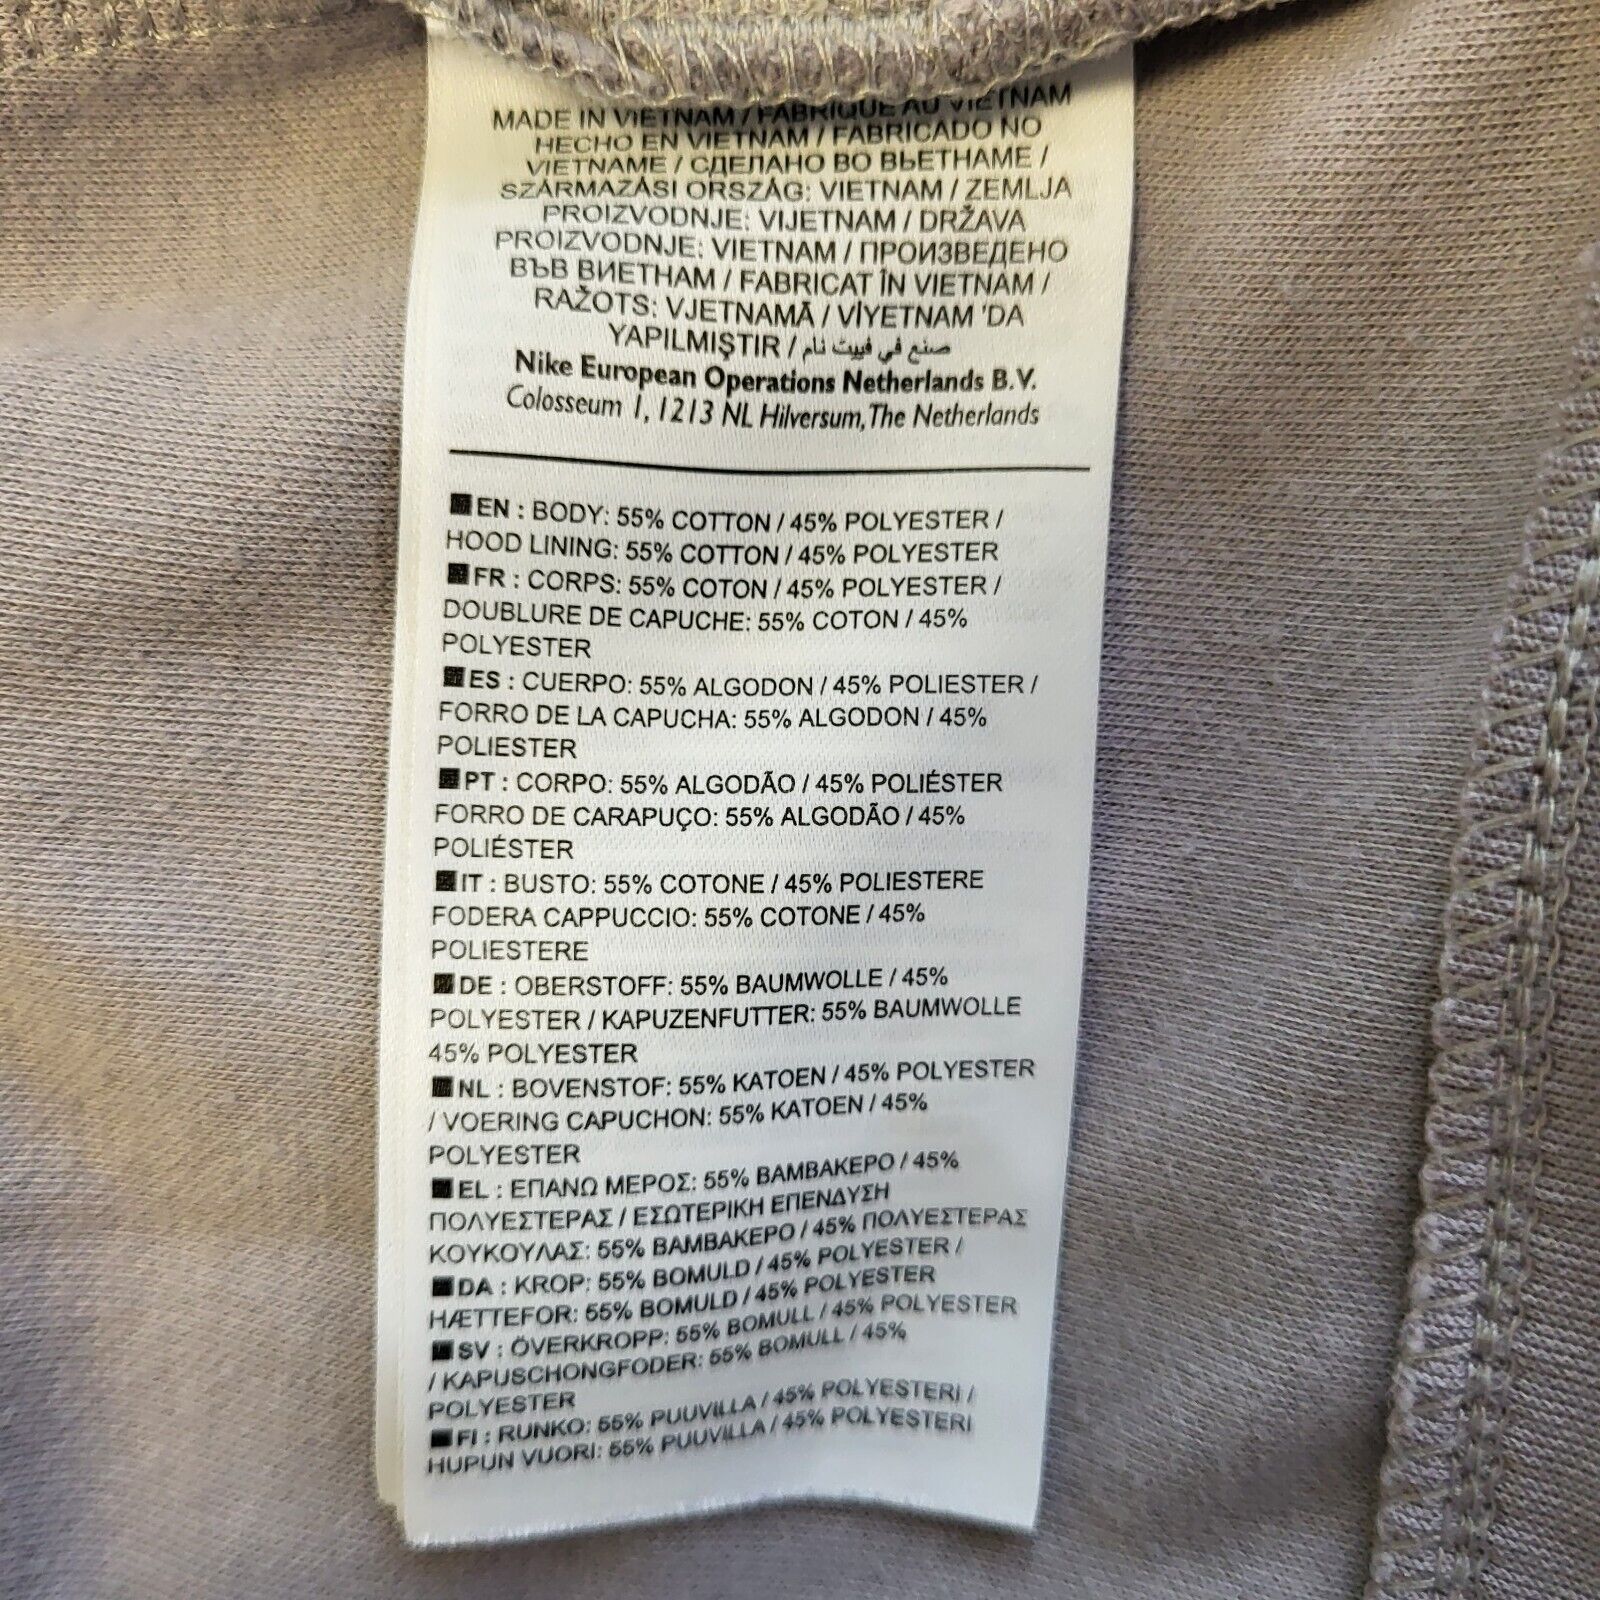 MADE IN VIETNAM / FABRIQUÉ AU VIETNAM
HECHO EN VIETNAM / FABRICADO NO
VIETNAME / СДЕЛАНО ВО ВЬЕТНАМЕ /
SZÁRMAZÁSI ORSZÁG: VIETNAM / ZEMLJA
PROIZVODNJE: VIJETNAM / DRŽAVA
PROIZVODNJE: VIETNAM / ПРОИЗВЕДЕНО
ВЪВ ВИЕТНАМ / FABRICAT ÎN VIETNAM /
RAŽOTS: VJETNAMĀ / VİYETNAM 'DA
YAPILMIŞTIR / صنع في فييت نام
Nike European Operations Netherlands B.V.
Colosseum 1, 1213 NL Hilversum, The Netherlands
EN : BODY: 55% COTTON / 45% POLYESTER /
HOOD LINING: 55% COTTON / 45% POLYESTER
FR : CORPS: 55% COTON / 45% POLYESTER /
DOUBLURE DE CAPUCHE: 55% COTON / 45%
POLYESTER
ES : CUERPO: 55% ALGODON / 45% POLIESTER /
FORRO DE LA CAPUCHA: 55% ALGODON / 45%
POLIESTER
PT : CORPO: 55% ALGODÃO / 45% POLIÉSTER
FORRO DE CARAPUÇO: 55% ALGODÃO / 45%
POLIÉSTER
IT : BUSTO: 55% COTONE / 45% POLIESTERE
FODERA CAPPUCCIO: 55% COTONE / 45%
POLIESTERE
DE : OBERSTOFF: 55% BAUMWOLLE / 45%
POLYESTER / KAPUZENFUTTER: 55% BAUMWOLLE
45% POLYESTER
NL : BOVENSTOF: 55% KATOEN / 45% POLYESTER
/ VOERING CAPUCHON: 55% KATOEN / 45%
POLYESTER
EL : ΕΠΑΝΩ ΜΕΡΟΣ: 55% ΒΑΜΒΑΚΕΡΟ / 45%
ΠΟΛΥΕΣΤΕΡΑΣ / ΕΣΩΤΕΡΙΚΗ ΕΠΕΝΔΥΣΗ
ΚΟΥΚΟΥΛΑΣ: 55% ΒΑΜΒΑΚΕΡΟ / 45% ΠΟΛΥΕΣΤΕΡΑΣ
DA : KROP: 55% BOMULD / 45% POLYESTER /
HÆTTEFOR: 55% BOMULD / 45% POLYESTER
SV : ÖVERKROPP: 55% BOMULL / 45% POLYESTER
/ KAPUSCHONGFODER: 55% BOMULL / 45%
POLYESTER
FI : RUNKO: 55% PUUVILLA / 45% POLYESTERI /
HUPUN VUORI: 55% PUUVILLA / 45% POLYESTERI